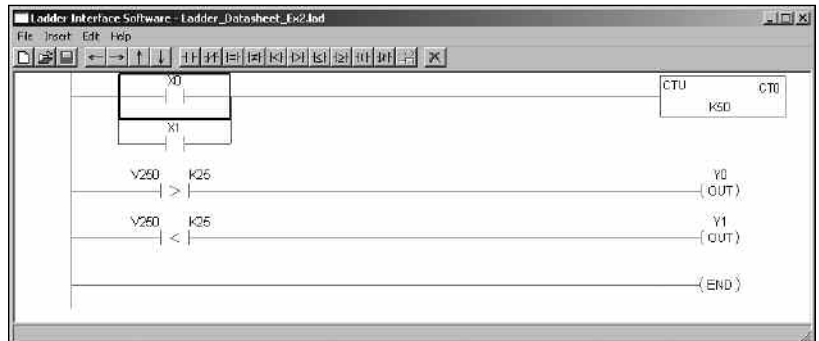 Ladder Interface Software - Ladder_Datasheet_Ex2.lad
File Insert Edit Help
X0
CTU CT0
K50
X1
V250 K25 Y0
> ( OUT )
V250 K25 Y1
< ( OUT )
( END )